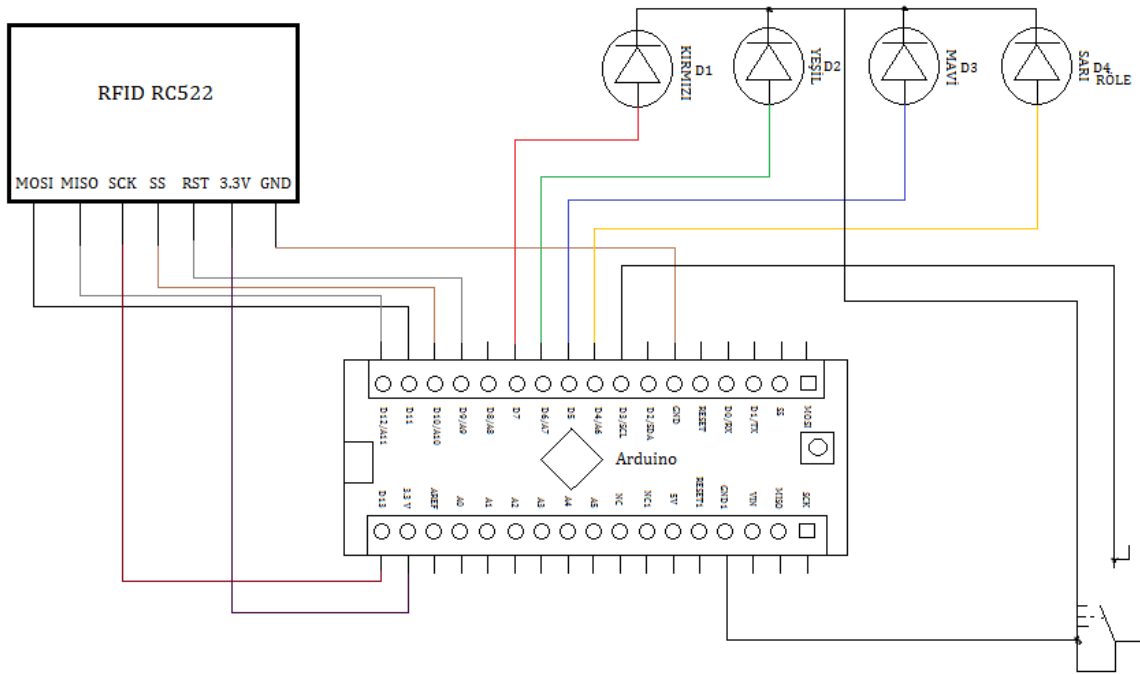 RFID RC522
MOSI MISO SCK SS RST 3.3V GND
KIRMIZI
D1
YEŞİL
D2
MAVİ
D3
SARI
D4
RÖLE
D12/A11
D11
D10/A10
D9/A9
D8/A8
D7
D6/A7
D5
D4/A6
D3/SCL
D2/SDA
GND
RESET
D0/RX
D1/TX
SS
MOSI
Arduino
D13
3.3 V
AREF
A0
A1
A2
A3
A4
A5
NC
NC1
5V
RESET1
GND1
VIN
MISO
SCK